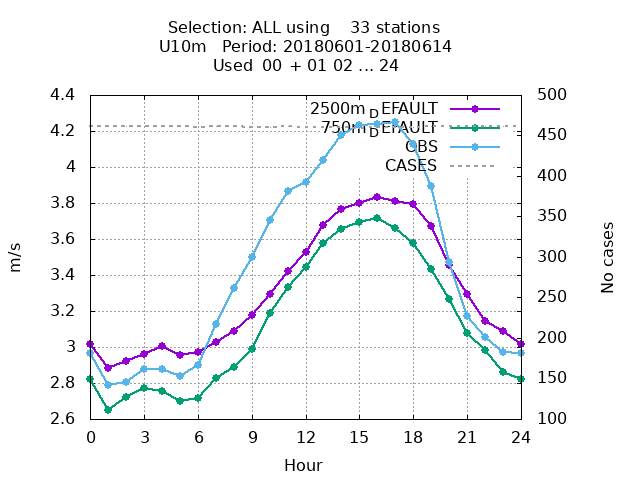 Selection: ALL using 33 stations
U10m Period: 20180601-20180614
Used 00 + 01 02 ... 24
4.4
4.2
4
3.8
3.6
3.4
3.2
3
2.8
2.6
m/s
2500m_DEFAULT
750m_DEFAULT
OBS
CASES
500
450
400
350
300
250
200
150
100
No cases
0 3 6 9 12 15 18 21 24
Hour